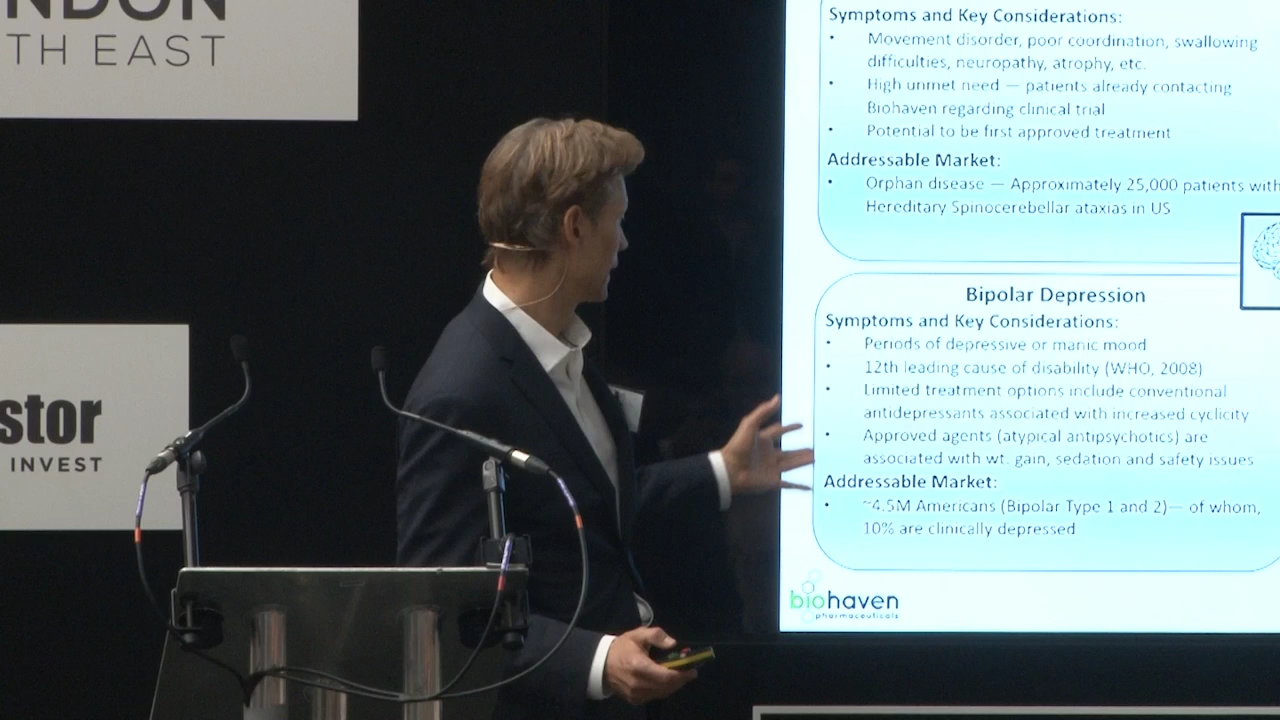 NDON
TH EAST
stor
INVEST
Symptoms and Key Considerations:
• Movement disorder, poor coordination, swallowing
difficulties, neuropathy, atrophy, etc.
• High unmet need — patients already contacting
Biohaven regarding clinical trial
• Potential to be first approved treatment
Addressable Market:
• Orphan disease — Approximately 25,000 patients with
Hereditary Spinocerebellar ataxias in US
Bipolar Depression
Symptoms and Key Considerations:
• Periods of depressive or manic mood
• 12th leading cause of disability (WHO, 2008)
• Limited treatment options include conventional
antidepressants associated with increased cyclicity
• Approved agents (atypical antipsychotics) are
associated with wt. gain, sedation and safety issues
Addressable Market:
• ~4.5M Americans (Bipolar Type 1 and 2)— of whom,
10% are clinically depressed
biohaven
pharmaceuticals